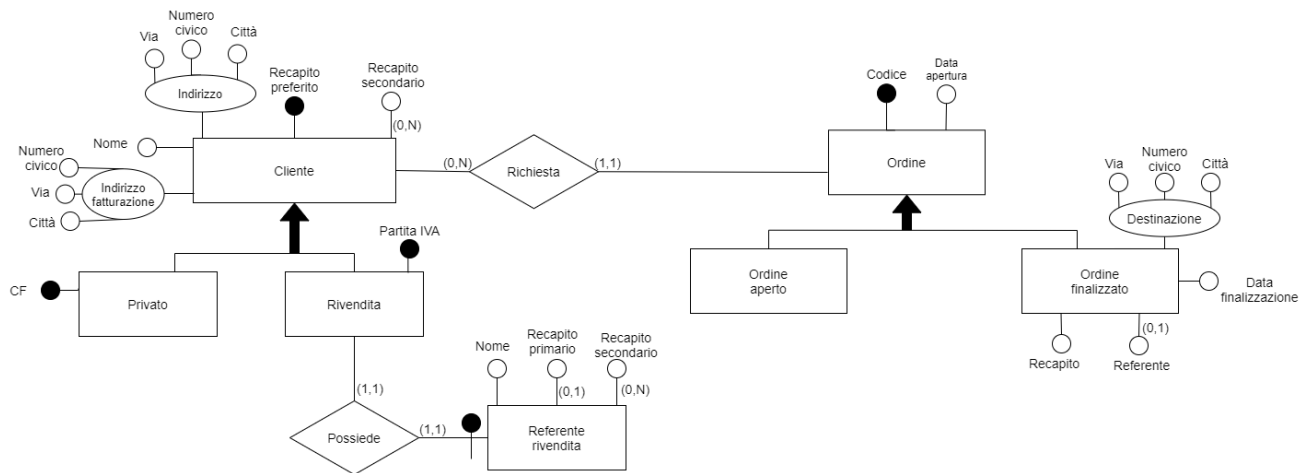 Numero
civico
Via
Città
Indirizzo
Recapito
preferito
Recapito
secondario
(0,N)
Nome
Numero
civico
Via
Città
Indirizzo
fatturazione
Cliente
(0,N)
Richiesta
(1,1)
Codice
Data
apertura
Ordine
Numero
civico
Via
Città
Destinazione
CF
Privato
Partita IVA
Rivendita
Ordine
aperto
Ordine
finalizzato
Data
finalizzazione
Recapito
(0,1)
Referente
(1,1)
Possiede
(1,1)
Nome
Recapito
primario
(0,1)
Recapito
secondario
(0,N)
Referente
rivendita